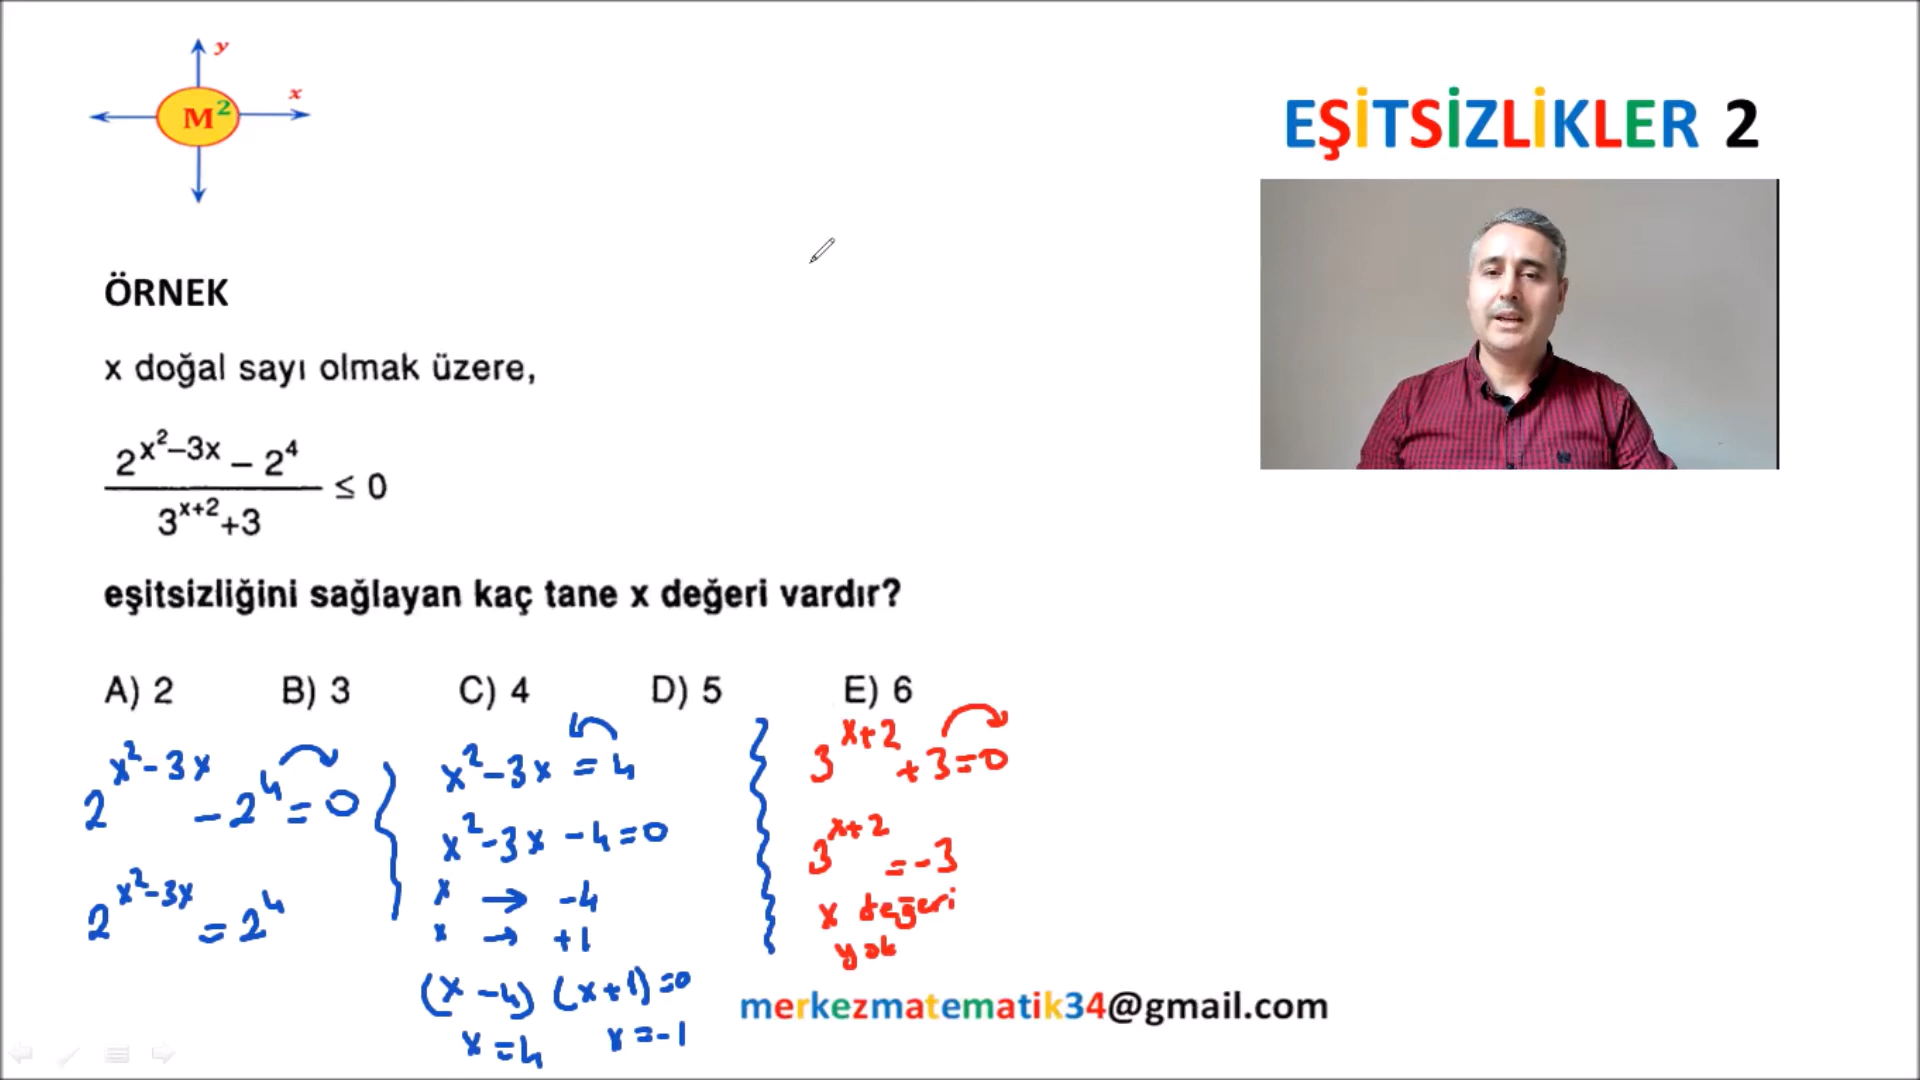 y
x
M²
EŞİTSİZLİKLER 2
ÖRNEK
x doğal sayı olmak üzere,
2^(x²−3x) − 2⁴
3^(x+2)+3
≤ 0
eşitsizliğini sağlayan kaç tane x değeri vardır?
A) 2 B) 3 C) 4 D) 5 E) 6
2^(x²-3x) - 2⁴ = 0
2^(x²-3x) = 2⁴
x²-3x = 4
x²-3x-4=0
x → -4
x → +1
(x-4) (x+1)=0
x=4 x=-1
3^(x+2)+3=0
3^(x+2) = -3
x değeri
yok
merkezmatematik34@gmail.com